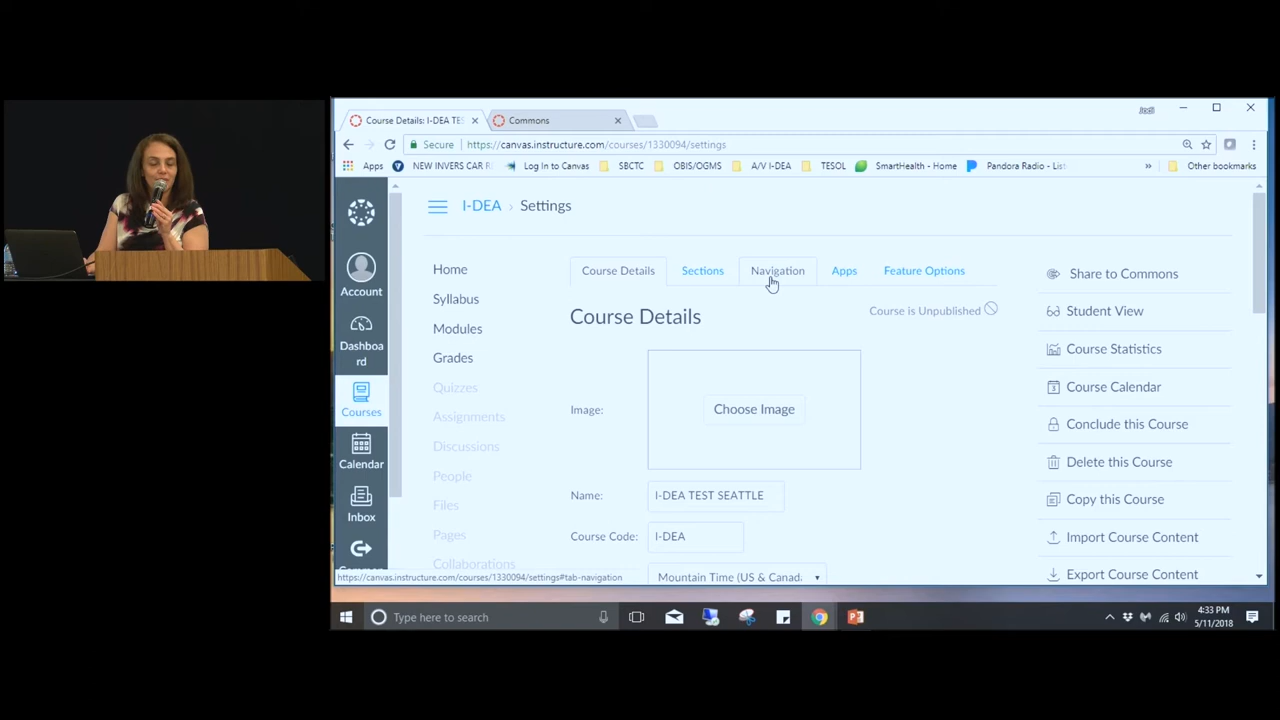 Course Details: I-DEA TES
Commons
Secure
https://canvas.instructure.com/courses/1330094/settings
Apps
NEW INVERS CAR R
Log In to Canvas
SBCTC
OBIS/OGMS
A/V I-DEA
TESOL
SmartHealth - Home
Pandora Radio - List
»
Other bookmarks
I-DEA › Settings
Account
Dashboa
rd
Courses
Calendar
Inbox
Home
Syllabus
Modules
Grades
Quizzes
Assignments
Discussions
People
Files
Pages
Collaborations
Course Details
Sections
Navigation
Apps
Feature Options
Course Details
Course is Unpublished
Image:
Choose Image
Name:
I-DEA TEST SEATTLE
Course Code:
I-DEA
Mountain Time (US & Canad
Share to Commons
Student View
Course Statistics
Course Calendar
Conclude this Course
Delete this Course
Copy this Course
Import Course Content
Export Course Content
https://canvas.instructure.com/courses/1330094/settings#tab-navigation
Type here to search
4:33 PM
5/11/2018